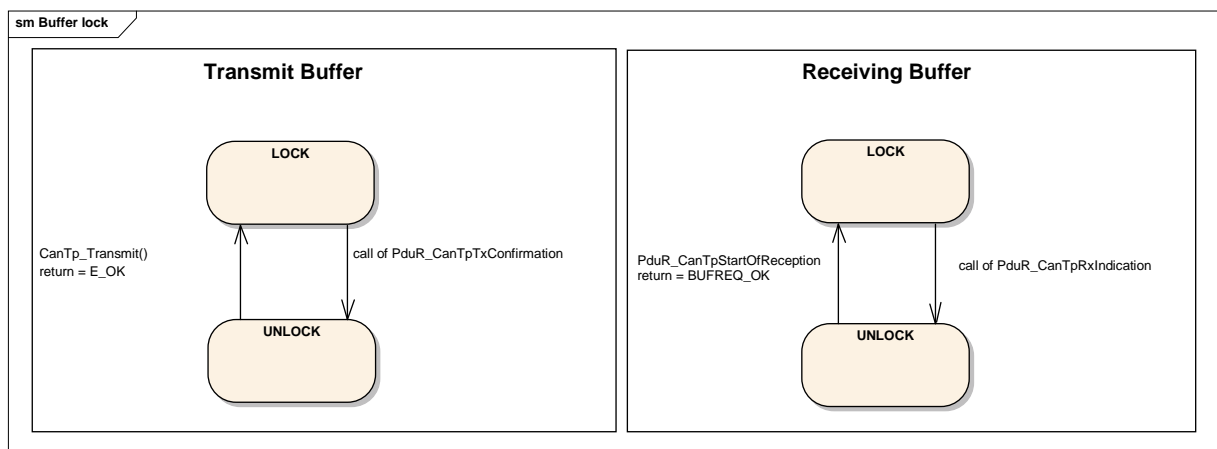 sm Buffer lock
Transmit Buffer
LOCK
CanTp_Transmit()
return = E_OK
call of PduR_CanTpTxConfirmation
UNLOCK
Receiving Buffer
LOCK
PduR_CanTpStartOfReception
return = BUFREQ_OK
call of PduR_CanTpRxIndication
UNLOCK